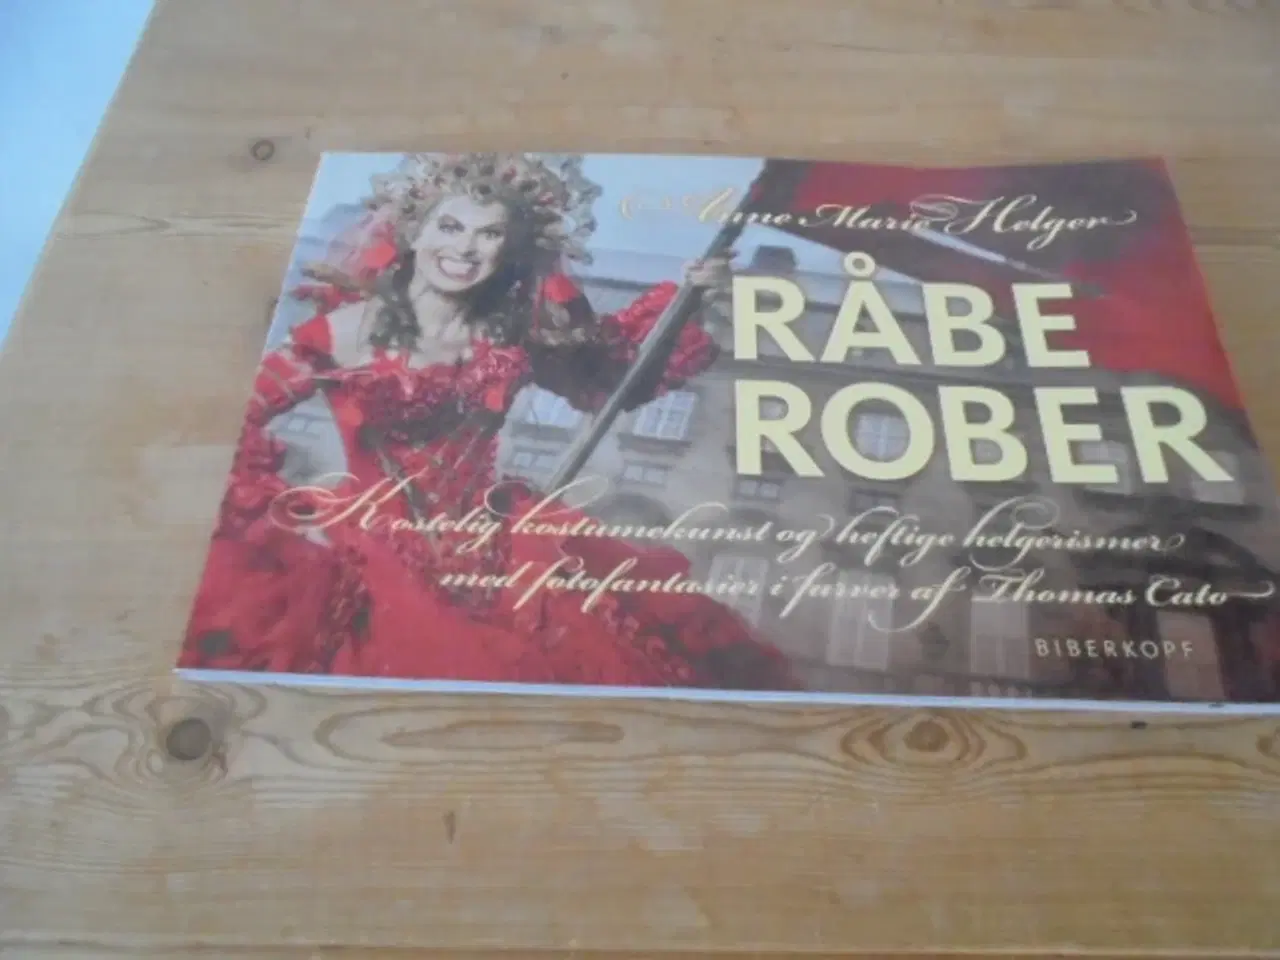 Anne Marie Helger
RÅBE
ROBER
Kostelig kostumekunst og heftige helgerismer
med fotofantasier i farver af Thomas Cato
BIBERKOPF